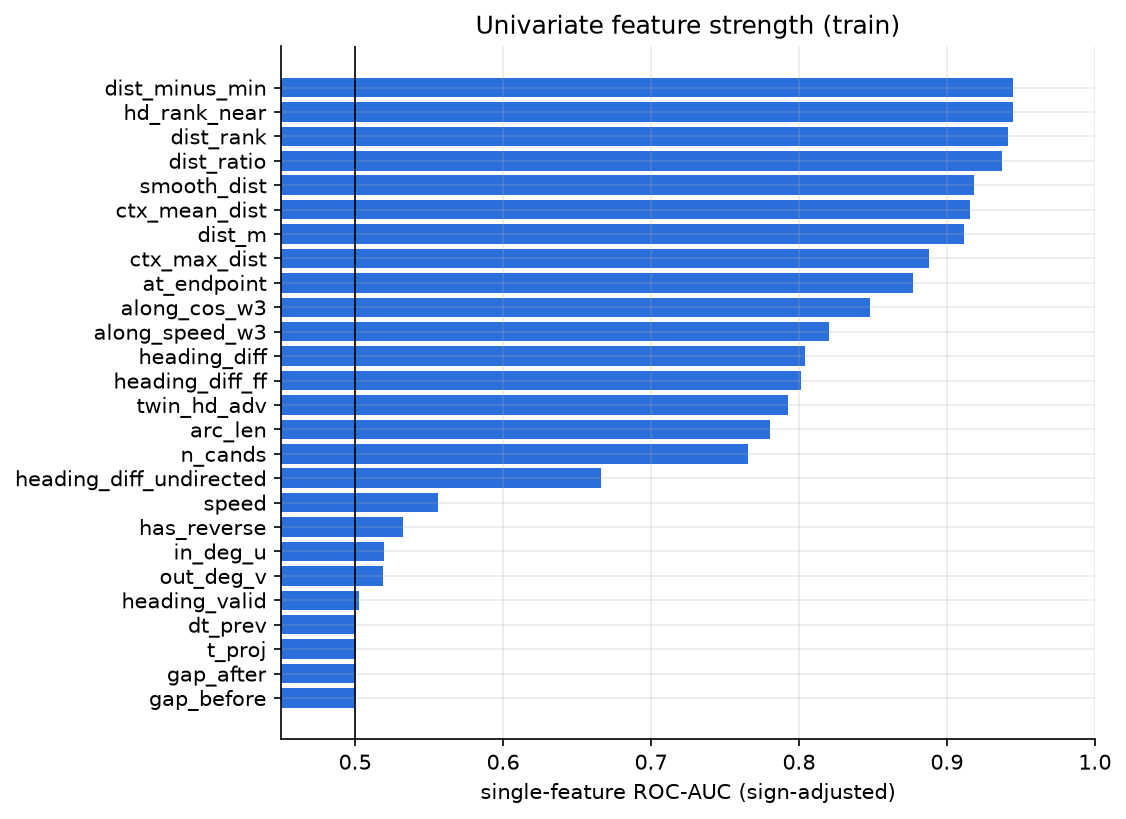 Univariate feature strength (train)
dist_minus_min
hd_rank_near
dist_rank
dist_ratio
smooth_dist
ctx_mean_dist
dist_m
ctx_max_dist
at_endpoint
along_cos_w3
along_speed_w3
heading_diff
heading_diff_ff
twin_hd_adv
arc_len
n_cands
heading_diff_undirected
speed
has_reverse
in_deg_u
out_deg_v
heading_valid
dt_prev
t_proj
gap_after
gap_before
0.5 0.6 0.7 0.8 0.9 1.0
single-feature ROC-AUC (sign-adjusted)